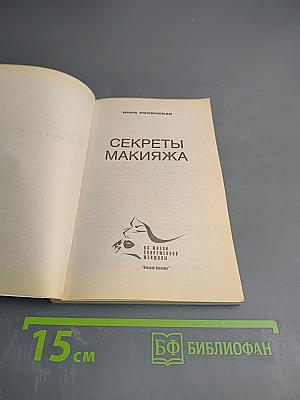 СЕКРЕТЫ
МАКИЯЖА
ИЗ ЖИЗНИ
СОВРЕМЕННОЙ
ЖЕНЩИНЫ
15 см
БФ БИБЛИОФАН